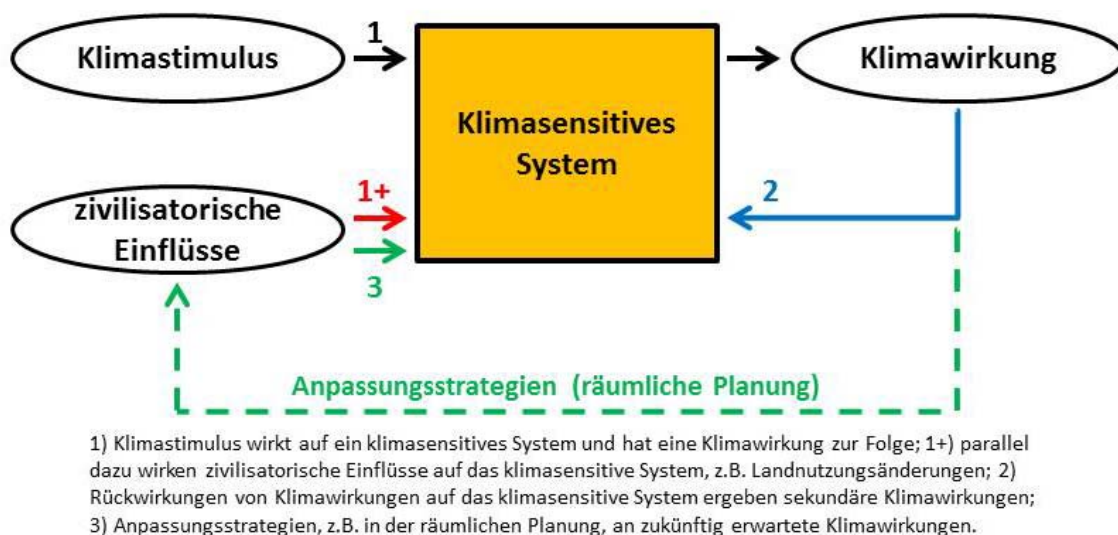 Klimastimulus
1
Klimasensitives
System
Klimawirkung
zivilisatorische
Einflüsse
1+
3
2
Anpassungsstrategien (räumliche Planung)
1) Klimastimulus wirkt auf ein klimasensitives System und hat eine Klimawirkung zur Folge; 1+) parallel
dazu wirken zivilisatorische Einflüsse auf das klimasensitive System, z.B. Landnutzungsänderungen; 2)
Rückwirkungen von Klimawirkungen auf das klimasensitive System ergeben sekundäre Klimawirkungen;
3) Anpassungsstrategien, z.B. in der räumlichen Planung, an zukünftig erwartete Klimawirkungen.